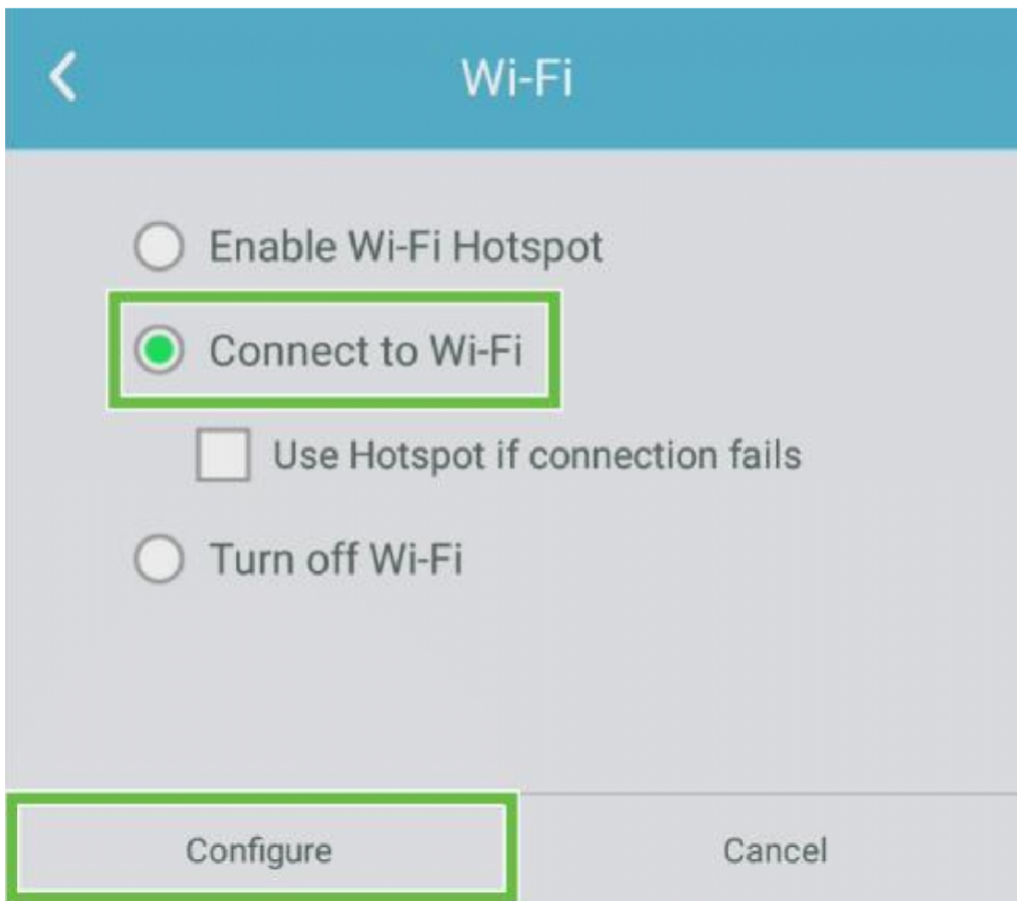 Wi-Fi
Enable Wi-Fi Hotspot
Connect to Wi-Fi
Use Hotspot if connection fails
Turn off Wi-Fi
Configure
Cancel